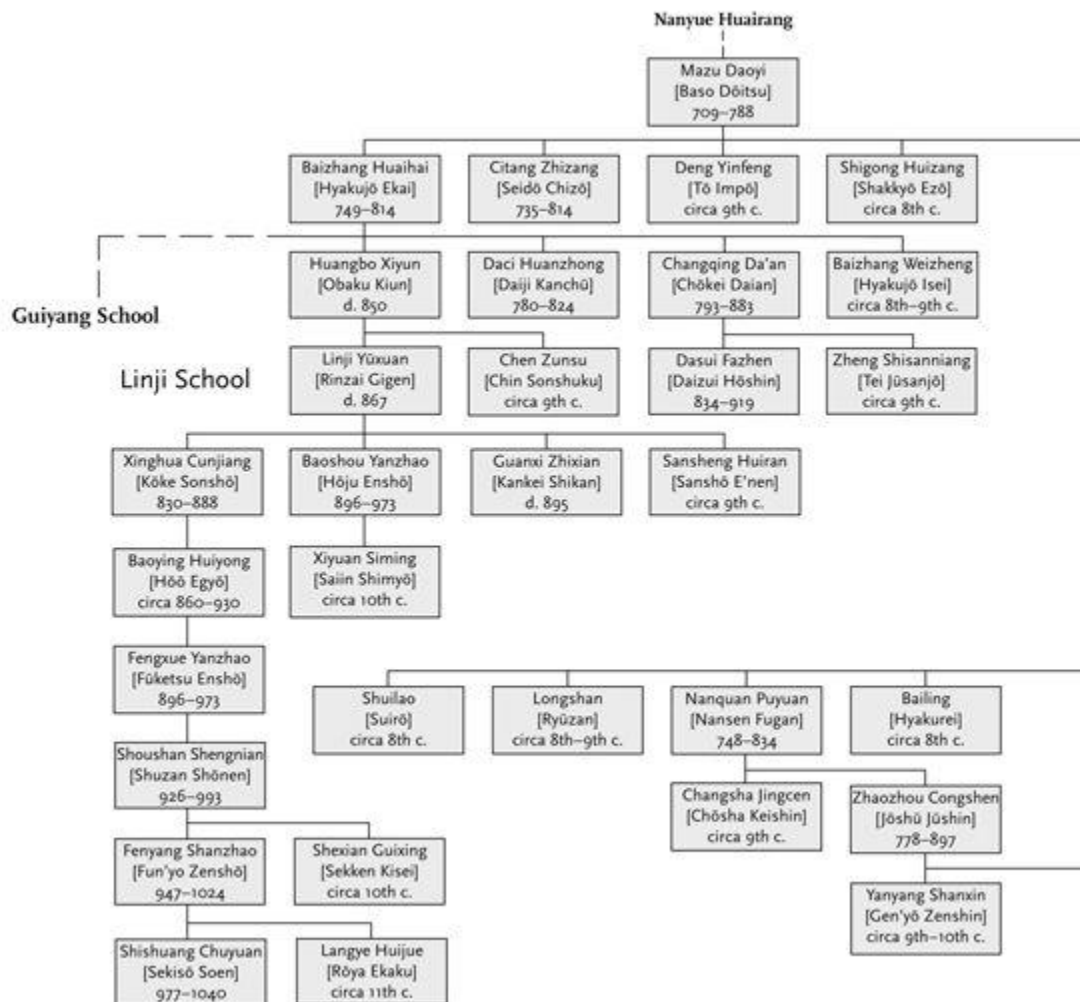 Nanyue Huairang
Mazu Daoyi
[Baso Dōitsu]
709–788
Baizhang Huaihai
[Hyakujō Ekai]
749–814
Citang Zhizang
[Seidō Chizō]
735–814
Deng Yinfeng
[Tō Impō]
circa 9th c.
Shigong Huizang
[Shakkyō Ezō]
circa 8th c.
Guiyang School
Huangbo Xiyun
[Obaku Kiun]
d. 850
Daci Huanzhong
[Daiji Kanchū]
780–824
Changqing Da'an
[Chōkei Daian]
793–883
Baizhang Weizheng
[Hyakujō Isei]
circa 8th–9th c.
Linji School
Linji Yüxuan
[Rinzai Gigen]
d. 867
Chen Zunsu
[Chin Sonshuku]
circa 9th c.
Dasui Fazhen
[Daizui Hōshin]
834–919
Zheng Shisanniang
[Tei Jūsanjō]
circa 9th c.
Xinghua Cunjiang
[Kōke Sonshō]
830–888
Baoshou Yanzhao
[Hōju Enshō]
896–973
Guanxi Zhixian
[Kankei Shikan]
d. 895
Sansheng Huiran
[Sanshō E'nen]
circa 9th c.
Baoying Huiyong
[Hōō Egyō]
circa 860–930
Xiyuan Siming
[Saiin Shimyō]
circa 10th c.
Fengxue Yanzhao
[Fūketsu Enshō]
896–973
Shuilao
[Suirō]
circa 8th c.
Longshan
[Ryūzan]
circa 8th–9th c.
Nanquan Puyuan
[Nansen Fugan]
748–834
Bailing
[Hyakurei]
circa 8th c.
Shoushan Shengnian
[Shuzan Shōnen]
926–993
Changsha Jingcen
[Chōsha Keishin]
circa 9th c.
Zhaozhou Congshen
[Jōshū Jūshin]
778–897
Fenyang Shanzhao
[Fun'yo Zenshō]
947–1024
Shexian Guixing
[Sekken Kisei]
circa 10th c.
Yanyang Shanxin
[Gen'yō Zenshin]
circa 9th–10th c.
Shishuang Chuyuan
[Sekisō Soen]
977–1040
Langye Huijue
[Rōya Ekaku]
circa 11th c.